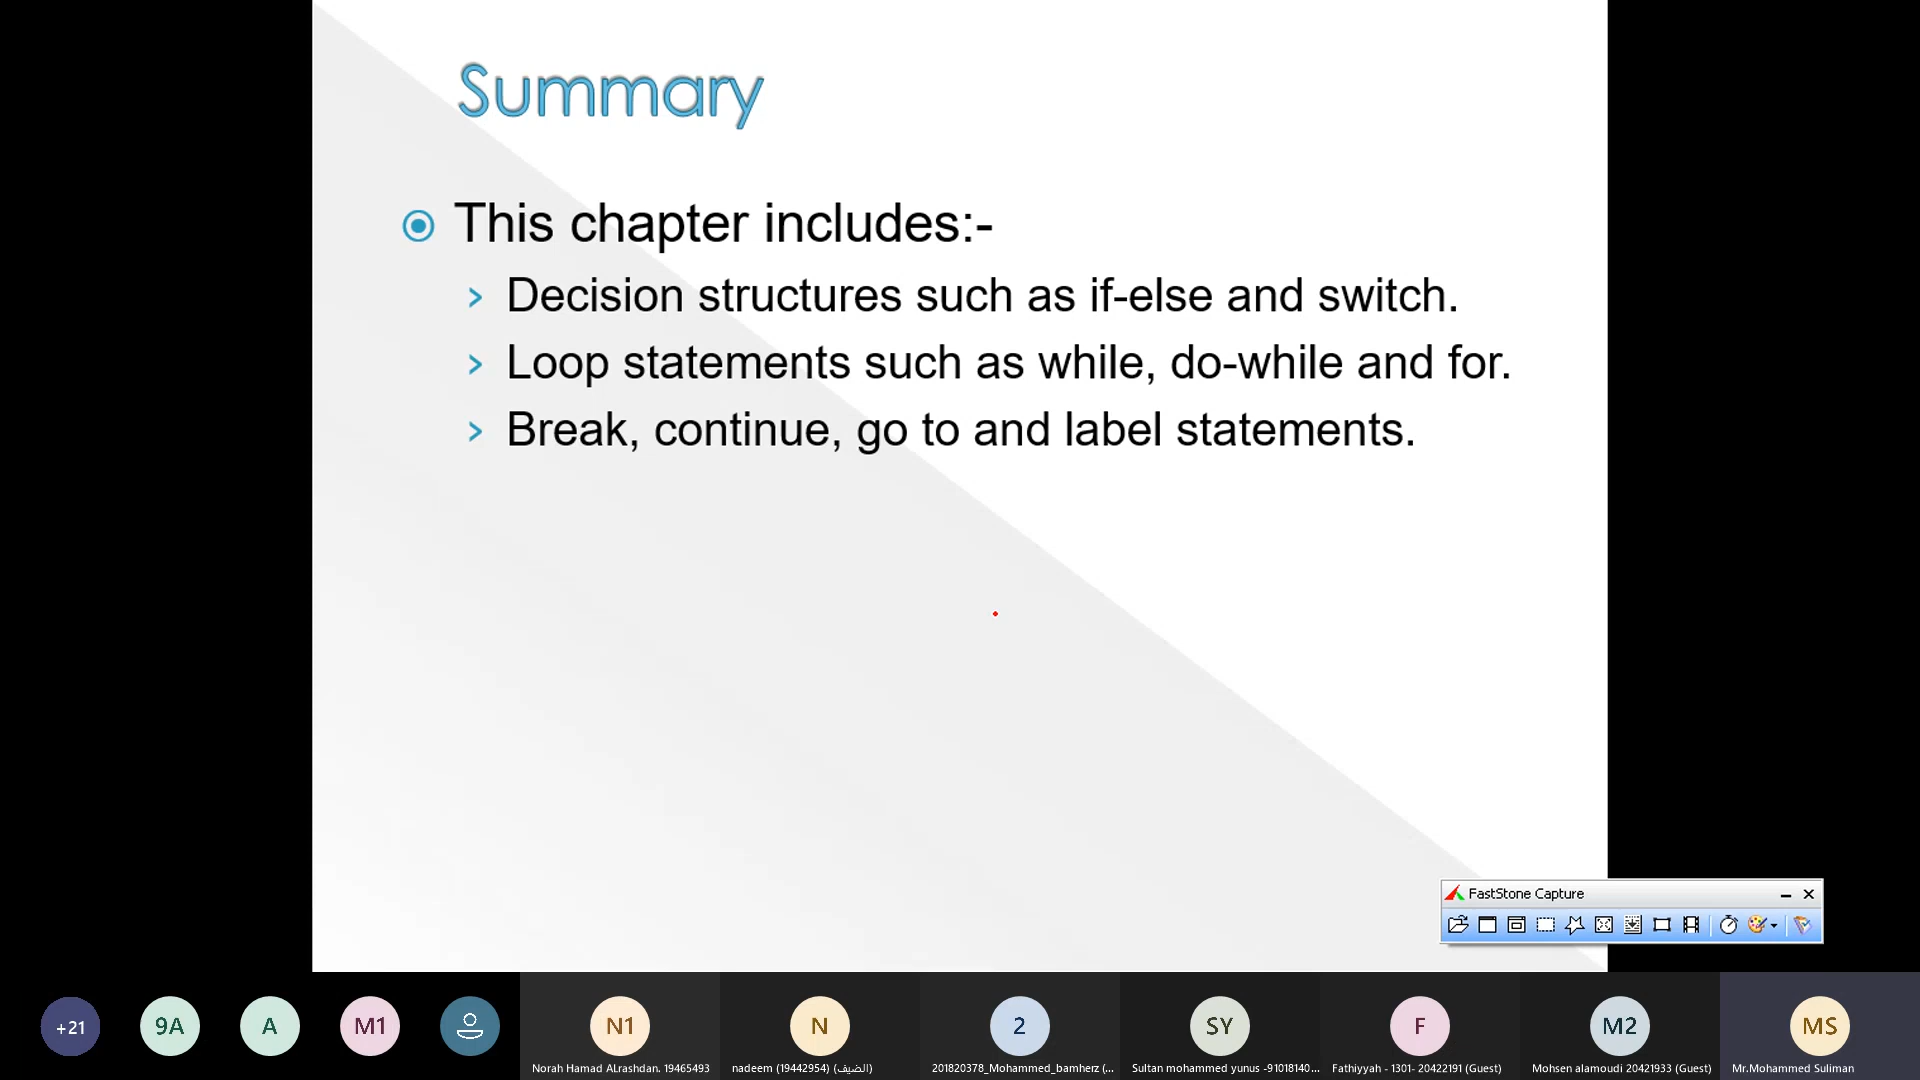 Summary
This chapter includes:-
Decision structures such as if-else and switch.
Loop statements such as while, do-while and for.
Break, continue, go to and label statements.
FastStone Capture
+21
9A
A
M1
N1
N
2
SY
F
M2
MS
Norah Hamad ALrashdan. 19465493
nadeem (19442954) (الضيف)
201820378_Mohammed_bamherz (...
Sultan mohammed yunus -91018140...
Fathiyyah - 1301- 20422191 (Guest)
Mohsen alamoudi 20421933 (Guest)
Mr.Mohammed Suliman